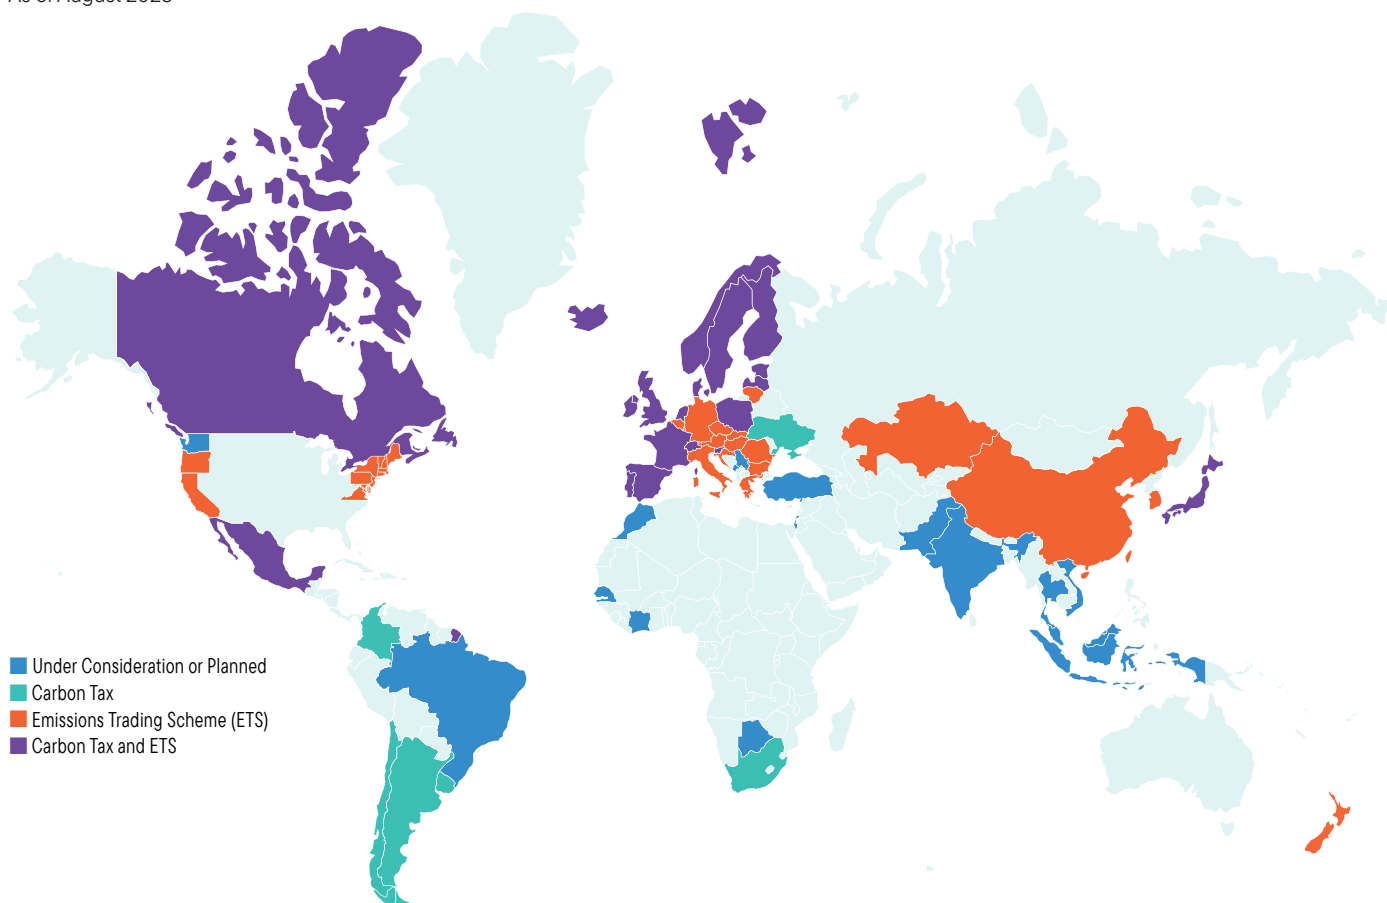 Under Consideration or Planned
Carbon Tax
Emissions Trading Scheme (ETS)
Carbon Tax and ETS